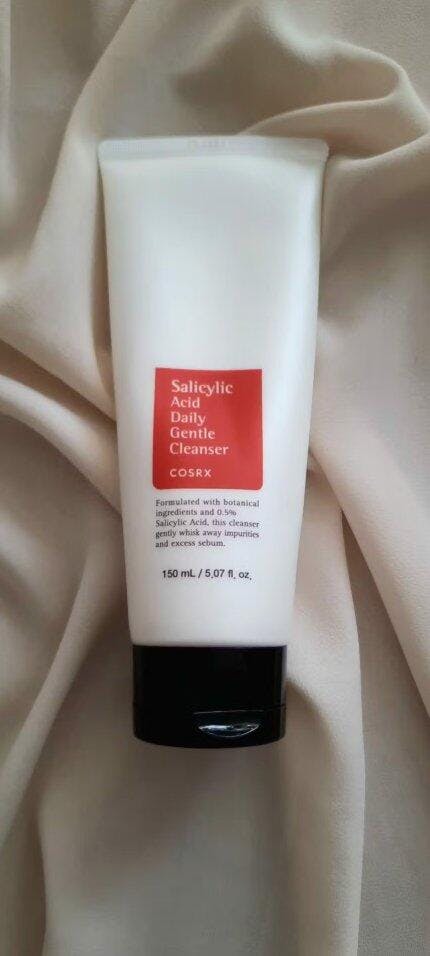 Salicylic
Acid
Daily
Gentle
Cleanser
COSRX
Formulated with botanical
ingredients and 0.5%
Salicylic Acid, this cleanser
gently whisk away impurities
and excess sebum.
150 mL / 5,07 fl, oz,